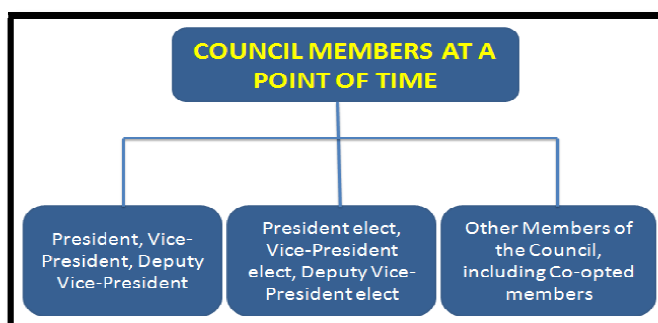 COUNCIL MEMBERS AT A
POINT OF TIME
President, Vice-
President, Deputy
Vice-President
President elect,
Vice-President
elect, Deputy Vice-
President elect
Other Members of
the Council,
including Co-opted
members